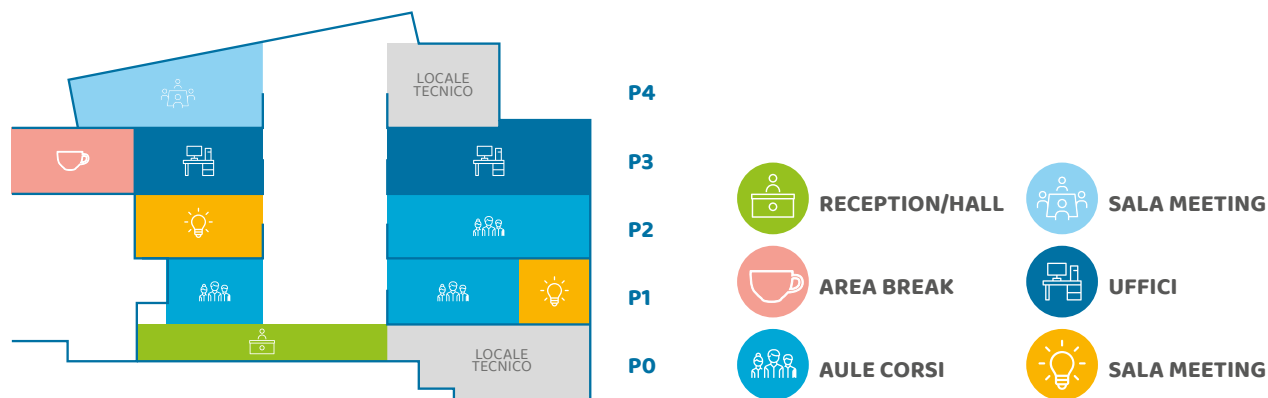 LOCALE
TECNICO
P4
P3
P2
P1
LOCALE
TECNICO
P0
RECEPTION/HALL
SALA MEETING
AREA BREAK
UFFICI
AULE CORSI
SALA MEETING